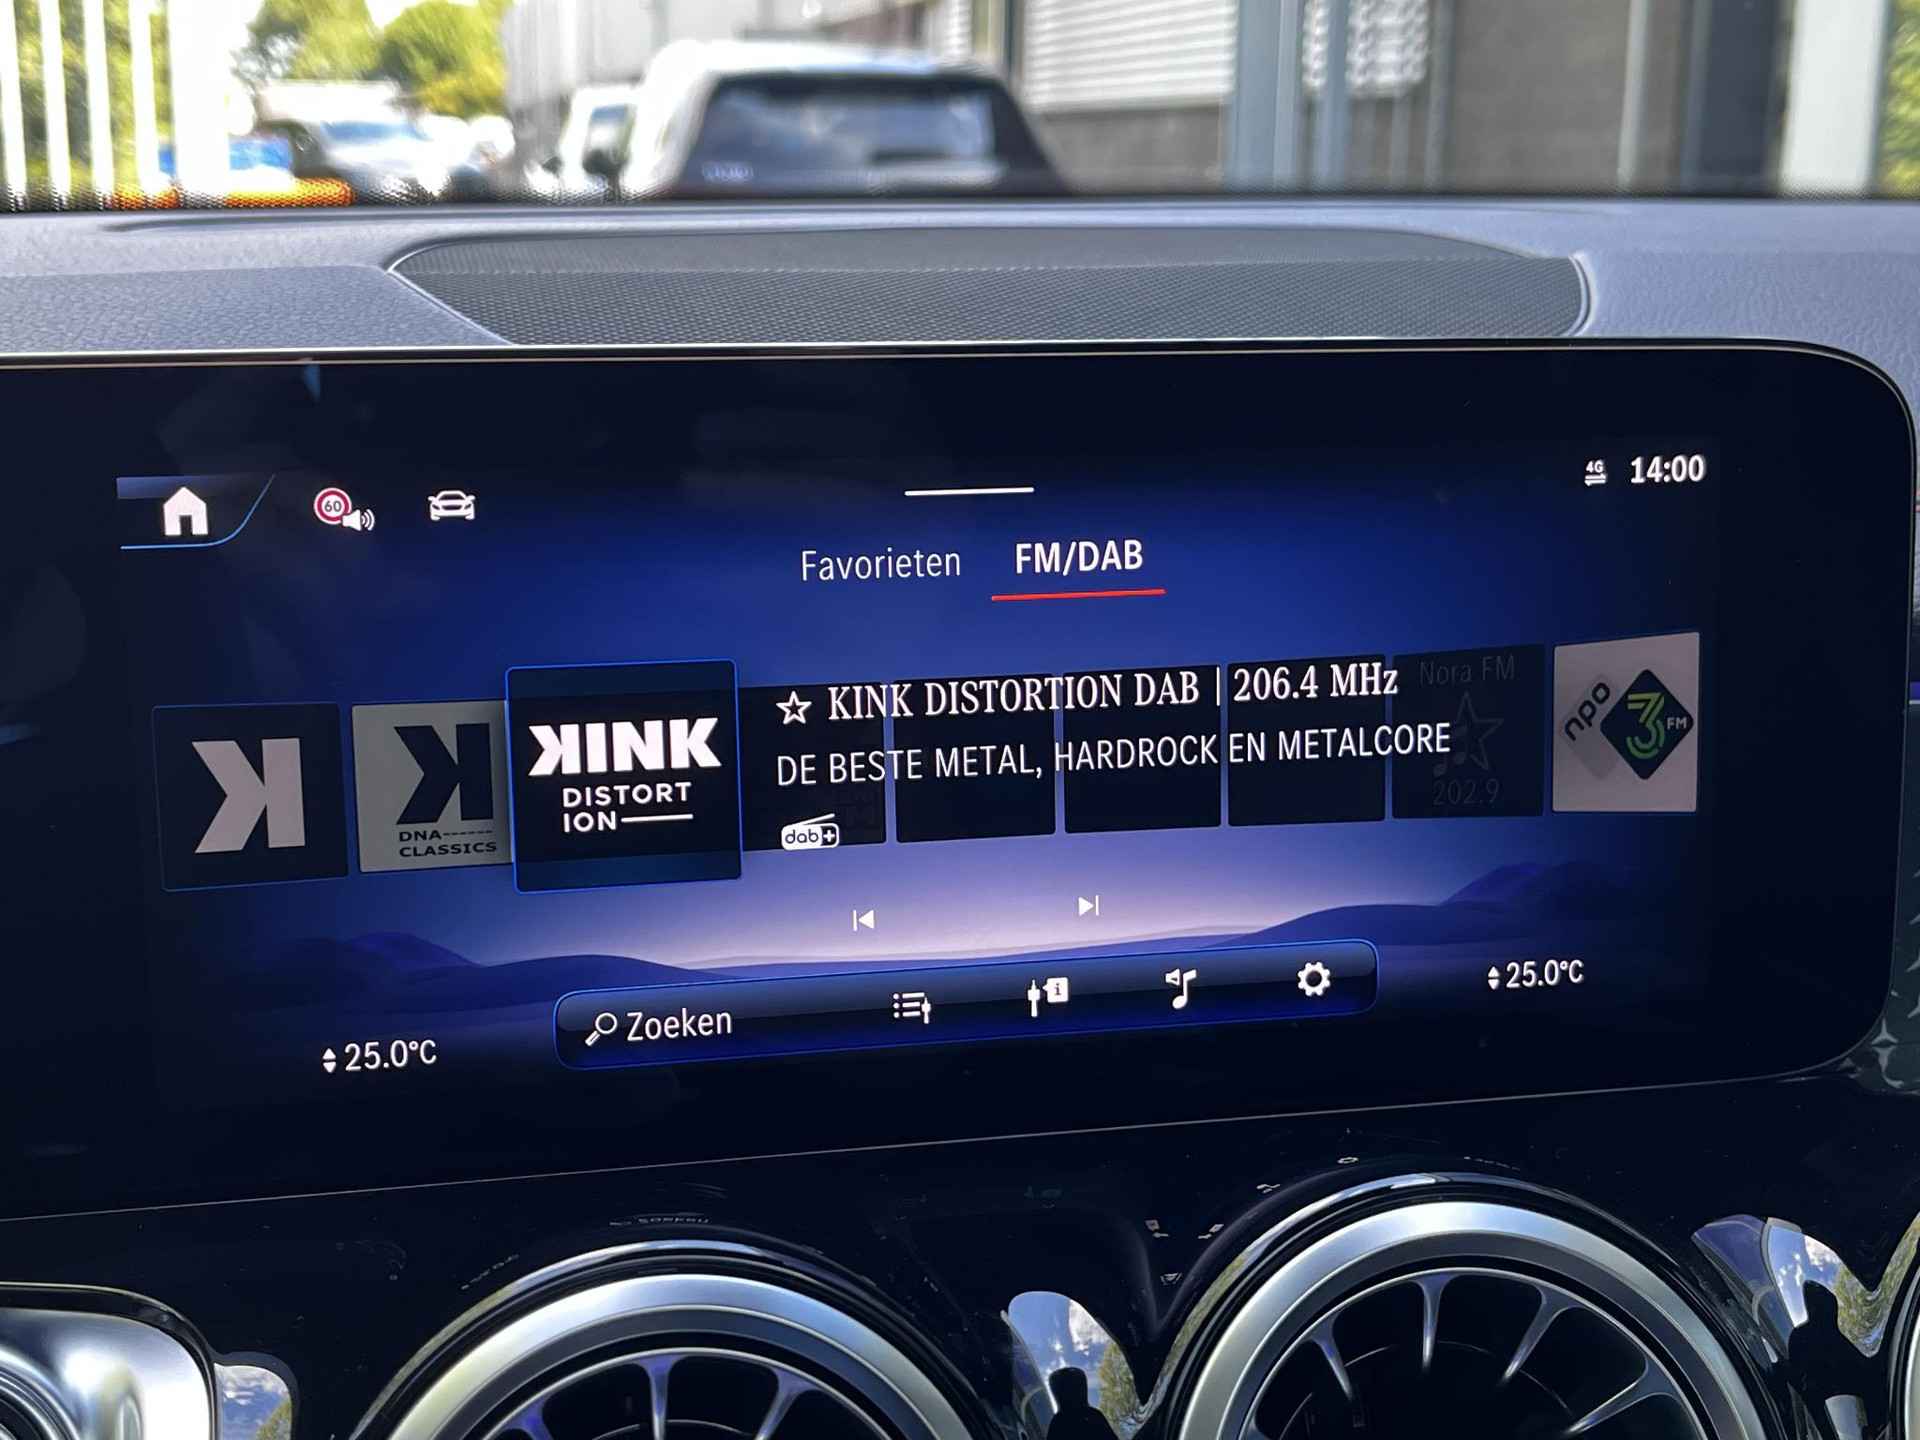 4G 14:00
60
Favorieten FM/DAB
K
K
DNA------
CLASSICS
KINK
DISTORT
ION
☆ KINK DISTORTION DAB | 206.4 MHz
DE BESTE METAL, HARDROCK EN METALCORE
dab+
Nora FM
202.9
npo
3FM
Zoeken
i
25.0°C
25.0°C